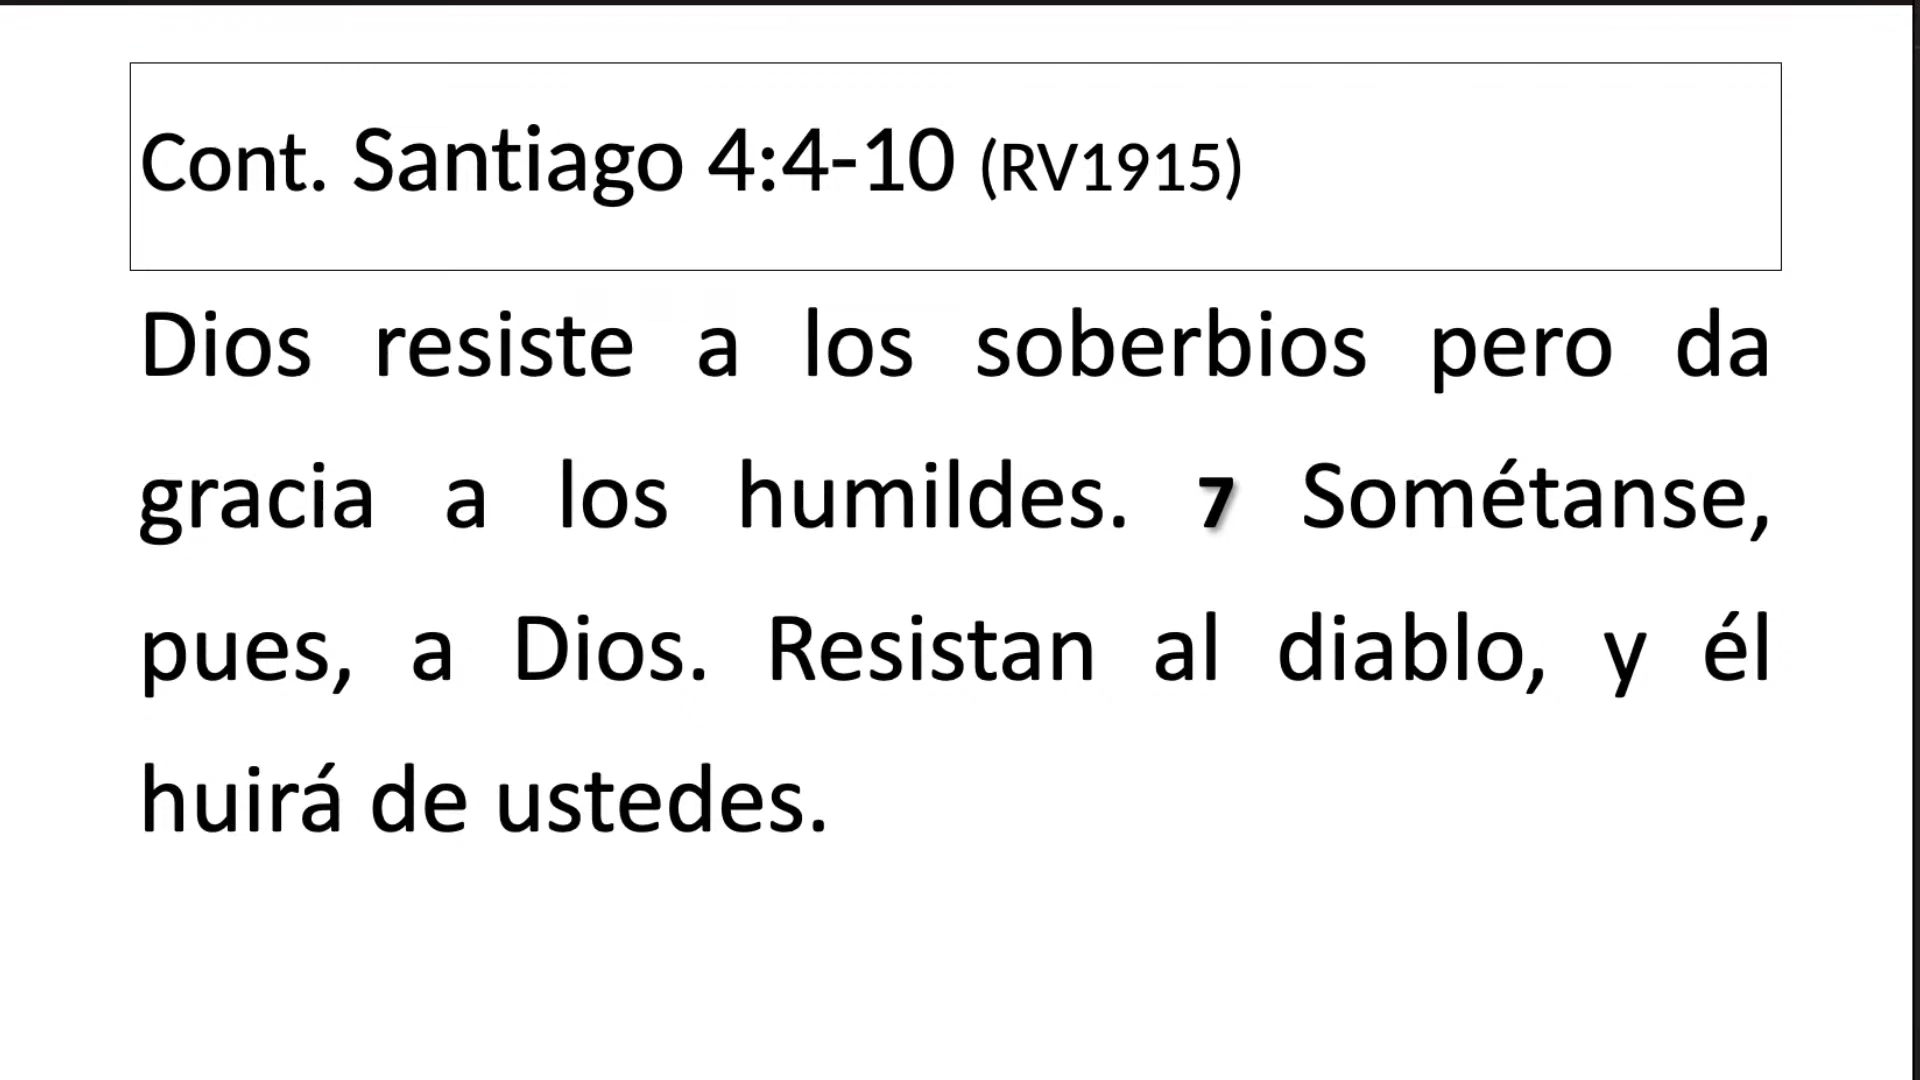 Cont. Santiago 4:4-10 (RV1915)
Dios resiste a los soberbios pero da
gracia a los humildes. 7 Sométanse,
pues, a Dios. Resistan al diablo, y él
huirá de ustedes.